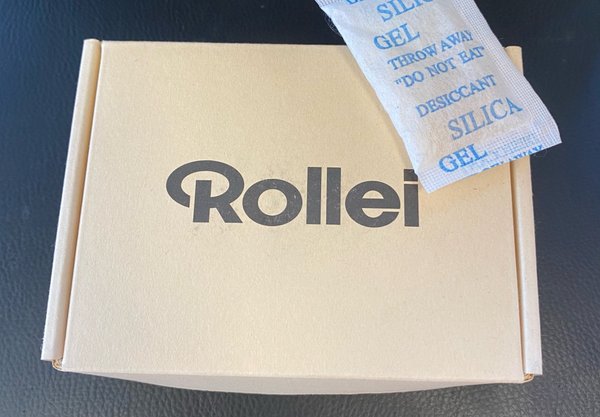 SILICA
GEL
THROW AWAY
"DO NOT EAT"
DESICCANT
SILICA
GEL
Rollei